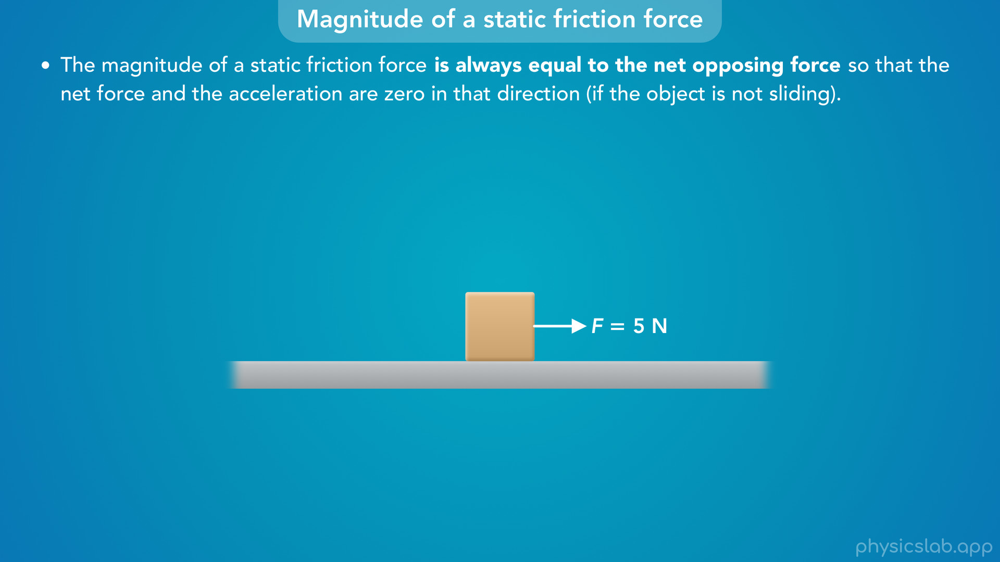 Magnitude of a static friction force
• The magnitude of a static friction force is always equal to the net opposing force so that the
net force and the acceleration are zero in that direction (if the object is not sliding).
F = 5 N
physicslab.app